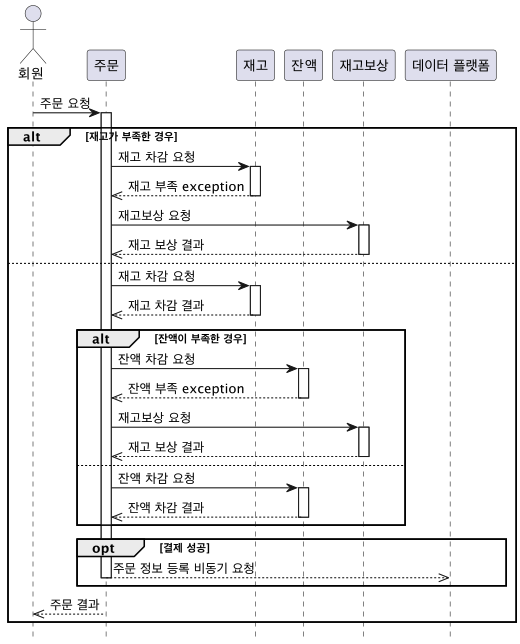 회원
주문
재고
잔액
재고보상
데이터 플랫폼
주문 요청
alt
[재고가 부족한 경우]
재고 차감 요청
재고 부족 exception
재고보상 요청
재고 보상 결과
재고 차감 요청
재고 차감 결과
alt
[잔액이 부족한 경우]
잔액 차감 요청
잔액 부족 exception
재고보상 요청
재고 보상 결과
잔액 차감 요청
잔액 차감 결과
opt
[결제 성공]
주문 정보 등록 비동기 요청
주문 결과